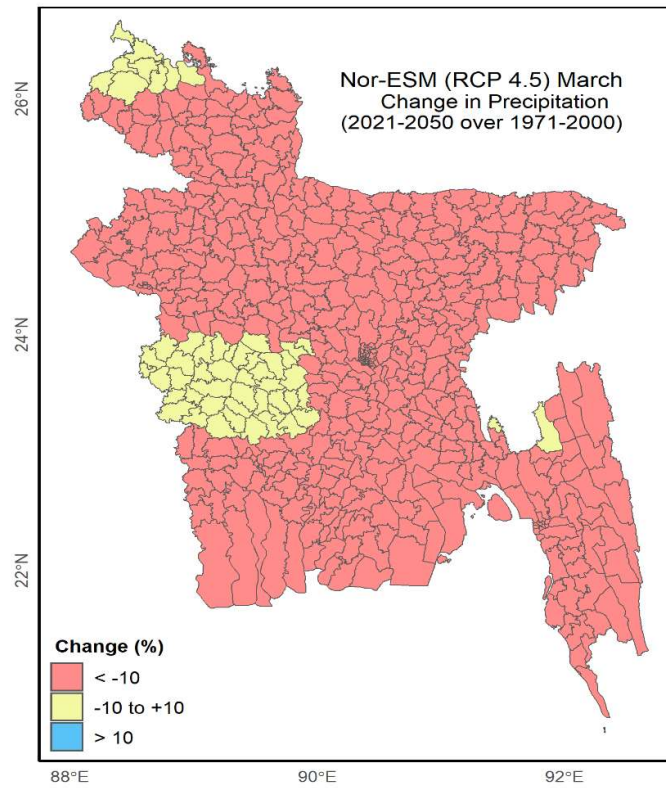 Nor-ESM (RCP 4.5) March
Change in Precipitation
(2021-2050 over 1971-2000)
26°N
24°N
22°N
Change (%)
< -10
-10 to +10
> 10
88°E
90°E
92°E